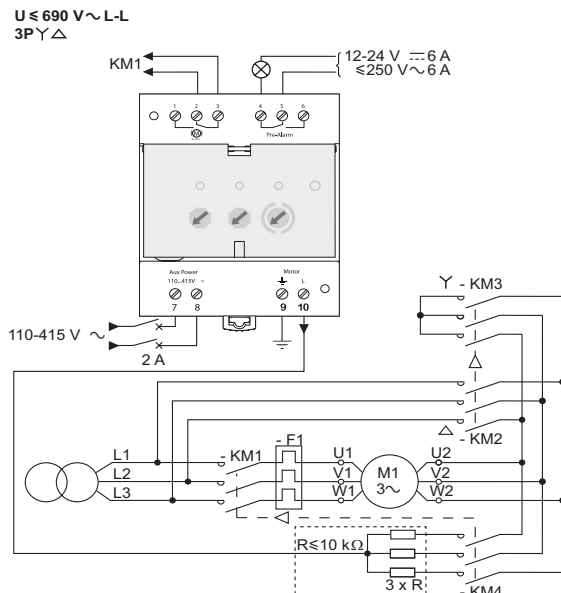 U ≤ 690 V ~ L-L
3P Y △
KM1
12-24 V ⎓ 6 A
≤250 V ~ 6 A
1 2 3 4 5 6
Pre-Alarm
Aux Power
110...415V ~
Motor
L
7 8 9 10
110-415 V ~
2 A
Y - KM3
△
- KM2
L1
L2
L3
- KM1
- F1
U1
V1
W1
M1
3~
U2
V2
W2
R≤10 kΩ
3 x R
- KM4